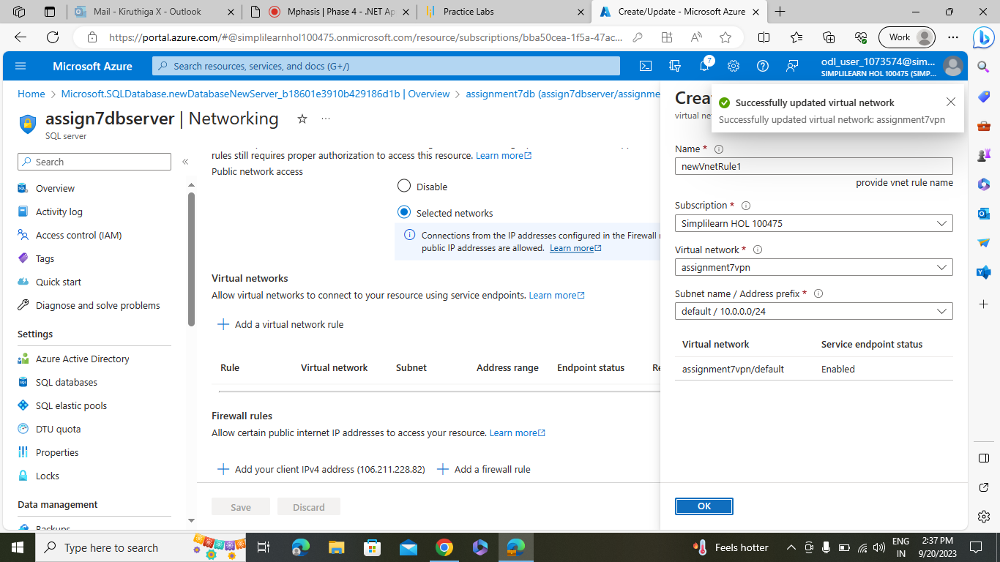 Mail - Kiruthiga X - Outlook
Mphasis | Phase 4 - .NET Ap
Practice Labs
Create/Update - Microsoft Azure
https://portal.azure.com/#@simplilearnhol100475.onmicrosoft.com/resource/subscriptions/bba50cea-1f5a-47ac...
Work
Microsoft Azure
Search resources, services, and docs (G+/)
7
odl_user_1073574@sim...
SIMPLILEARN HOL 100475 (SIMP...
Home > Microsoft.SQLDatabase.newDatabaseNewServer_b18601e3910b429186d1b | Overview > assignment7db (assign7dbserver/assignme
assign7dbserver | Networking
SQL server
Search
Overview
Activity log
Access control (IAM)
Tags
Quick start
Diagnose and solve problems
Settings
Azure Active Directory
SQL databases
SQL elastic pools
DTU quota
Properties
Locks
Data management
Backups
rules still requires proper authorization to access this resource. Learn more
Public network access
Disable
Selected networks
Connections from the IP addresses configured in the Firewall
public IP addresses are allowed. Learn more
Virtual networks
Allow virtual networks to connect to your resource using service endpoints. Learn more
+ Add a virtual network rule
Rule Virtual network Subnet Address range Endpoint status Re
Firewall rules
Allow certain public internet IP addresses to access your resource. Learn more
+ Add your client IPv4 address (106.211.228.82) + Add a firewall rule
Save Discard
Crea
virtual ne
Successfully updated virtual network
Successfully updated virtual network: assignment7vpn
Name *
newVnetRule1
provide vnet rule name
Subscription *
Simplilearn HOL 100475
Virtual network *
assignment7vpn
Subnet name / Address prefix *
default / 10.0.0.0/24
Virtual network Service endpoint status
assignment7vpn/default Enabled
OK
Type here to search
Feels hotter
ENG
IN
2:37 PM
9/20/2023